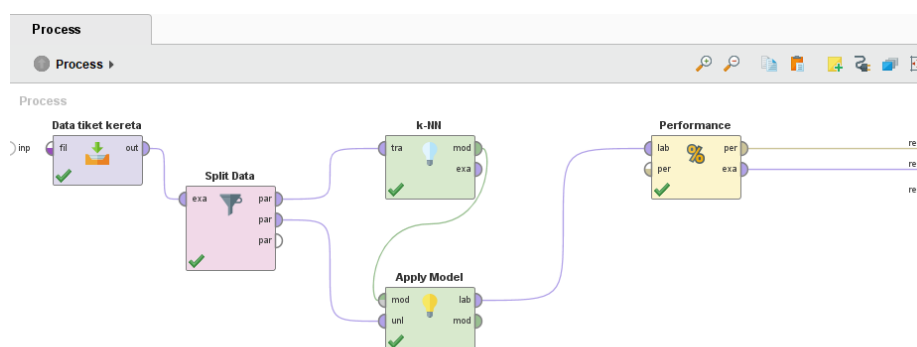 Process
Process
Process
Data tiket kereta
k-NN
Performance
inp
fil
out
tra
mod
exa
lab
per
per
exa
re
re
re
Split Data
exa
par
par
par
Apply Model
mod
lab
unl
mod